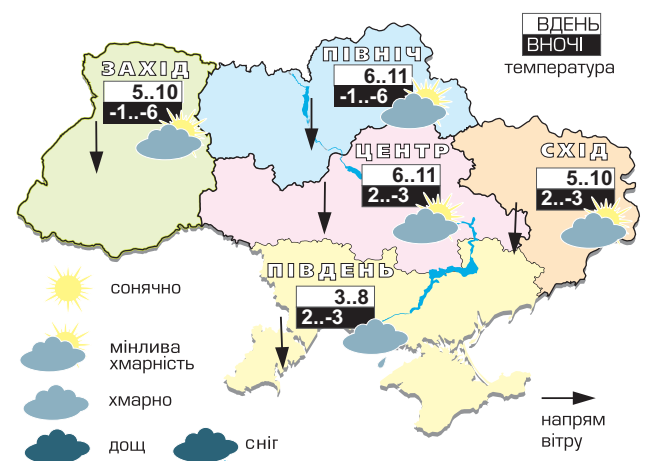 ВДЕНЬ
ВНОЧІ
температура
ЗАХІД
5..10
-1..-6
ПІВНІЧ
6..11
-1..-6
ЦЕНТР
6..11
2..-3
СХІД
5..10
2..-3
ПІВДЕНЬ
3..8
2..-3
сонячно
мінлива
хмарність
хмарно
дощ
сніг
напрям
вітру